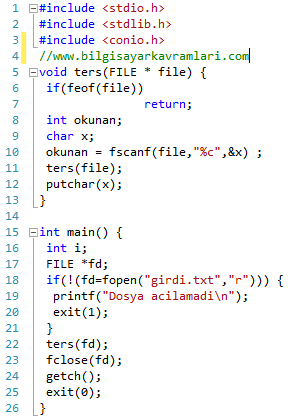 1 #include <stdio.h>
2 #include <stdlib.h>
3 #include <conio.h>
4 //www.bilgisayarkavramlari.com
5 void ters(FILE * file) {
6 if(feof(file))
7 return;
8 int okunan;
9 char x;
10 okunan = fscanf(file,"%c",&x) ;
11 ters(file);
12 putchar(x);
13 }
14
15 int main() {
16 int i;
17 FILE *fd;
18 if(!(fd=fopen("girdi.txt","r"))) {
19 printf("Dosya acilamadi\n");
20 exit(1);
21 }
22 ters(fd);
23 fclose(fd);
24 getch();
25 exit(0);
26 }